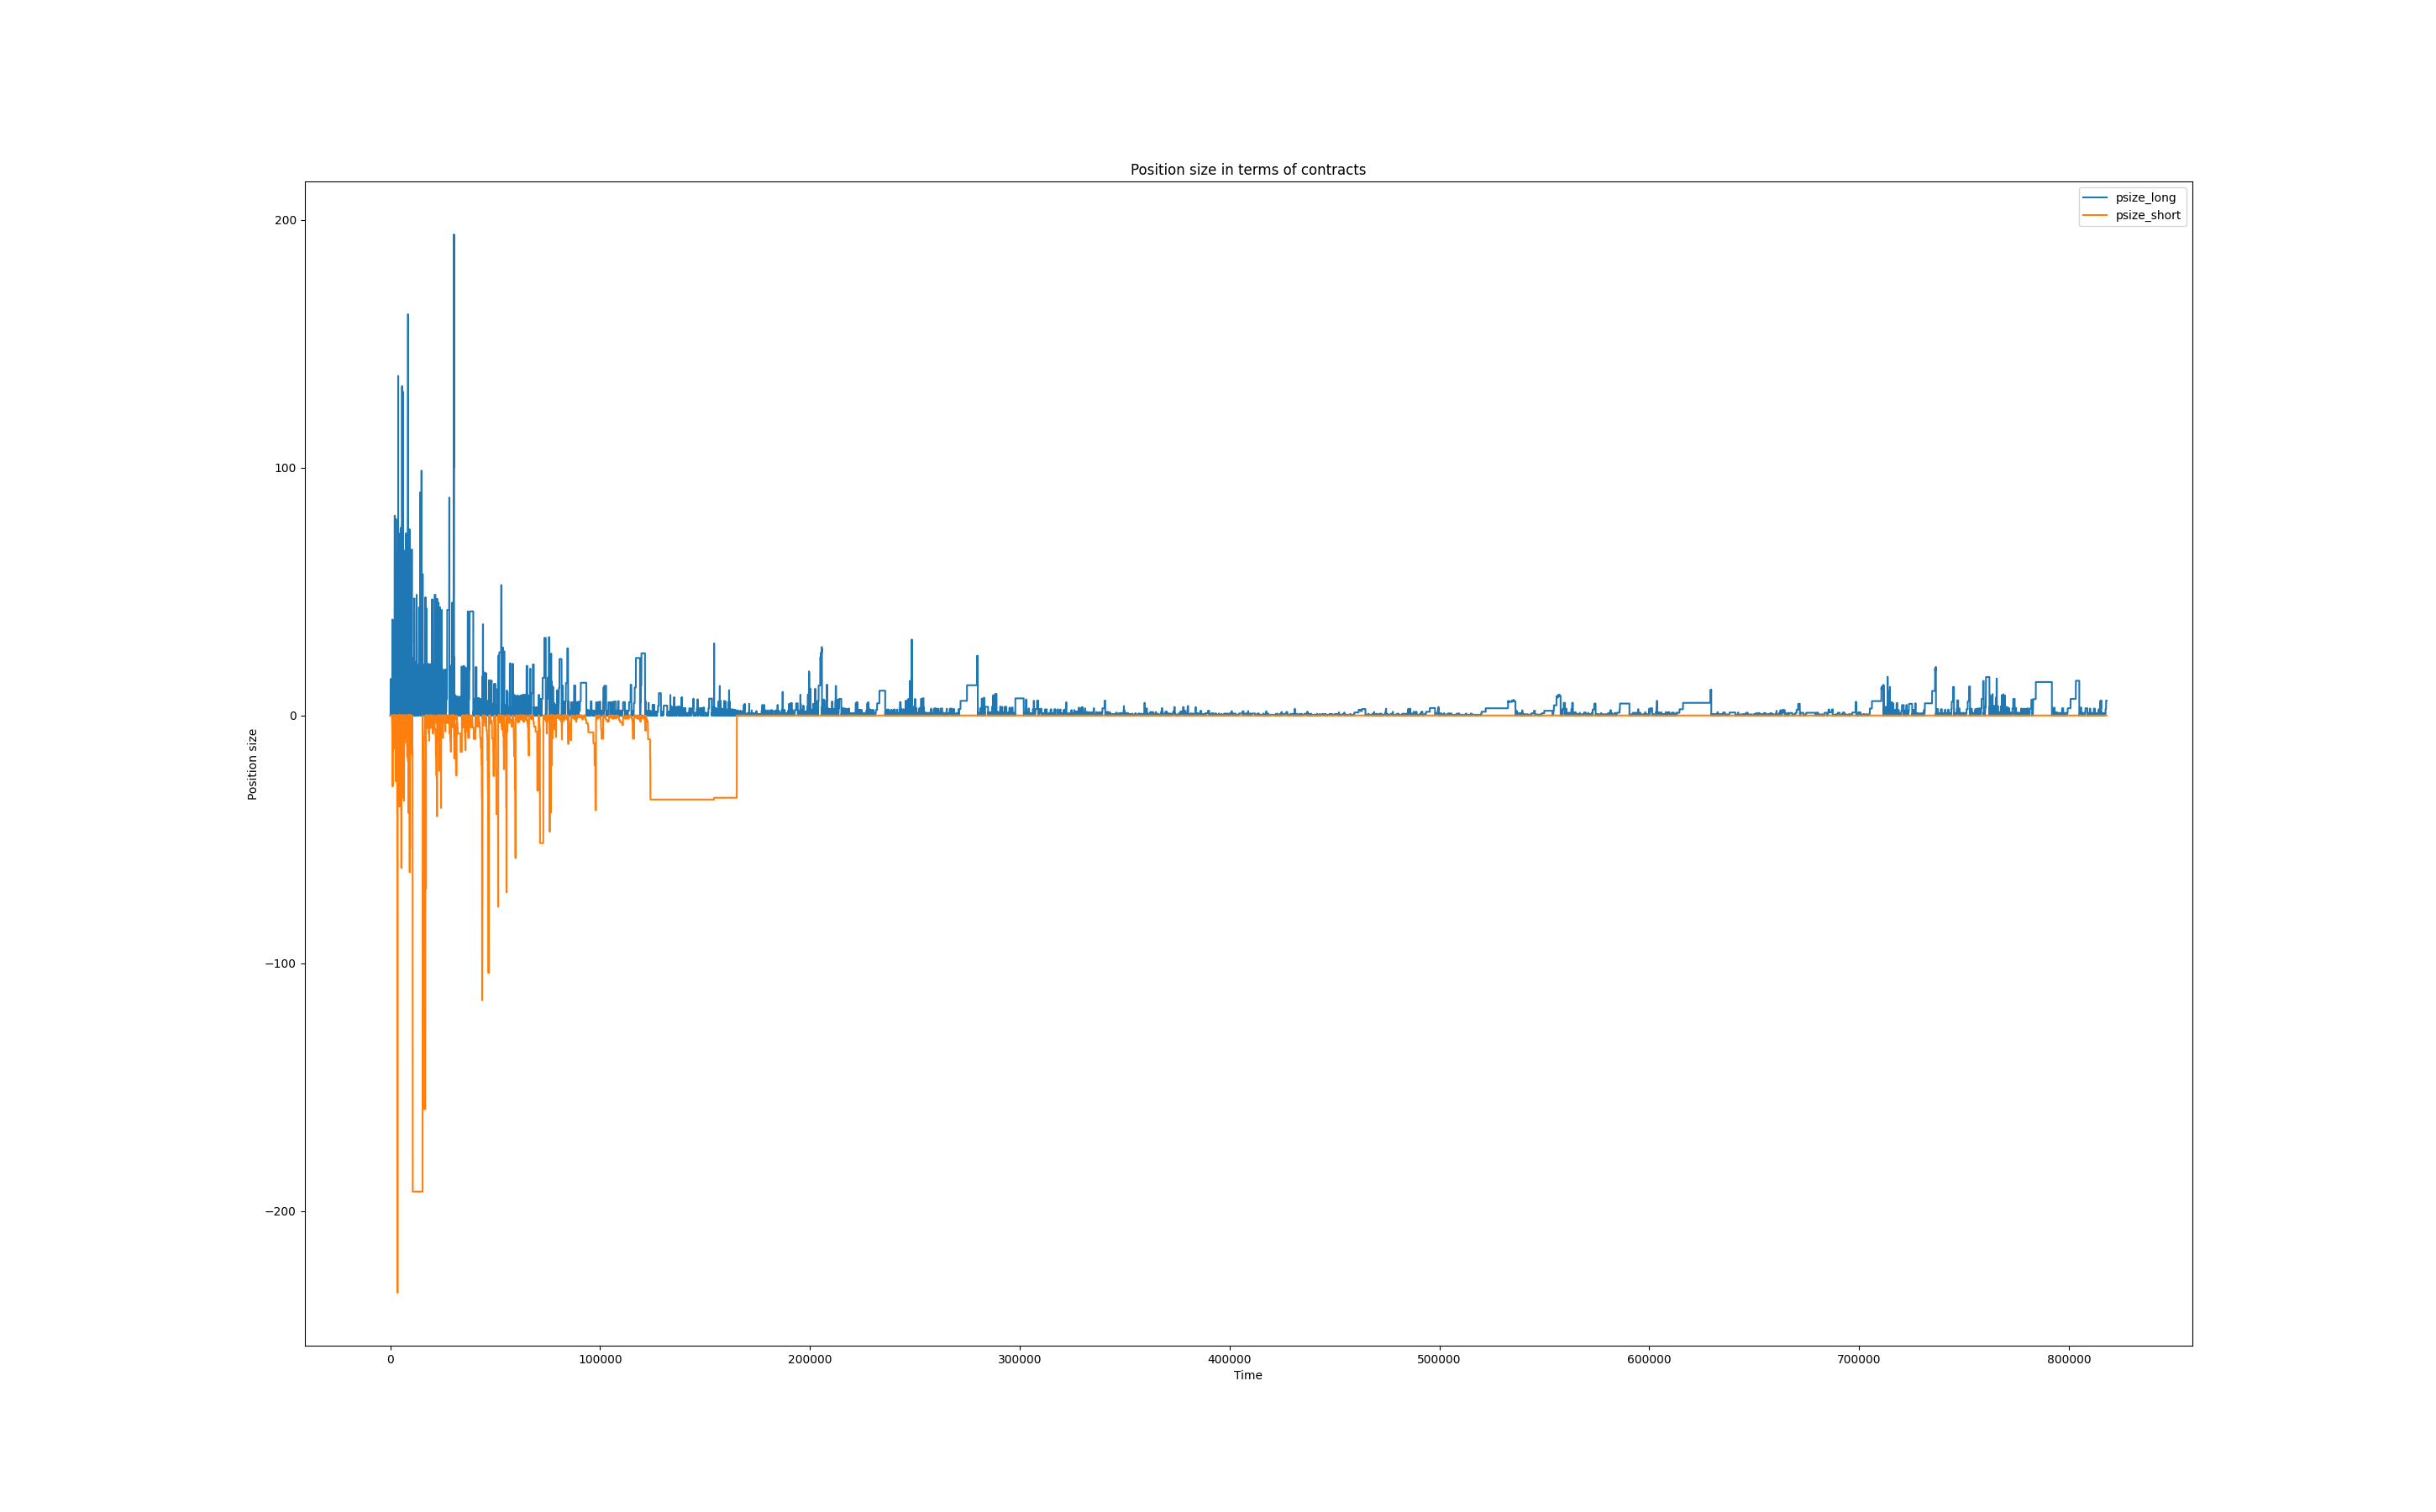 Position size in terms of contracts
psize_long
psize_short
200
100
0
−100
−200
Position size
0
100000
200000
300000
400000
500000
600000
700000
800000
Time